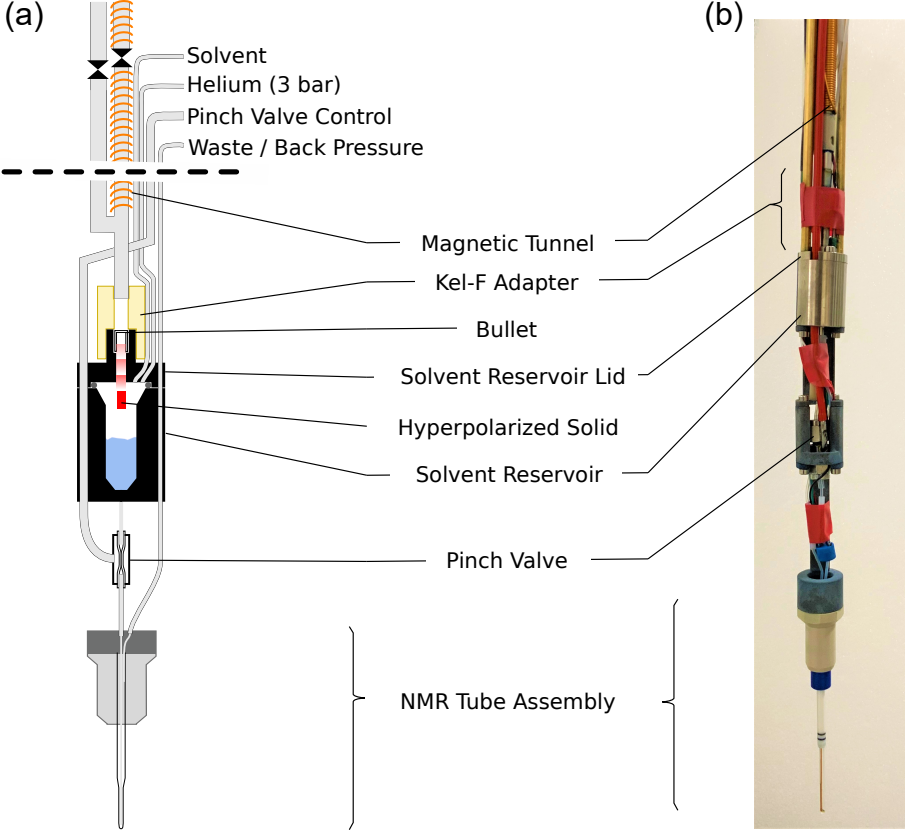 (a)
(b)
Solvent
Helium (3 bar)
Pinch Valve Control
Waste / Back Pressure
Magnetic Tunnel
Kel-F Adapter
Bullet
Solvent Reservoir Lid
Hyperpolarized Solid
Solvent Reservoir
Pinch Valve
NMR Tube Assembly